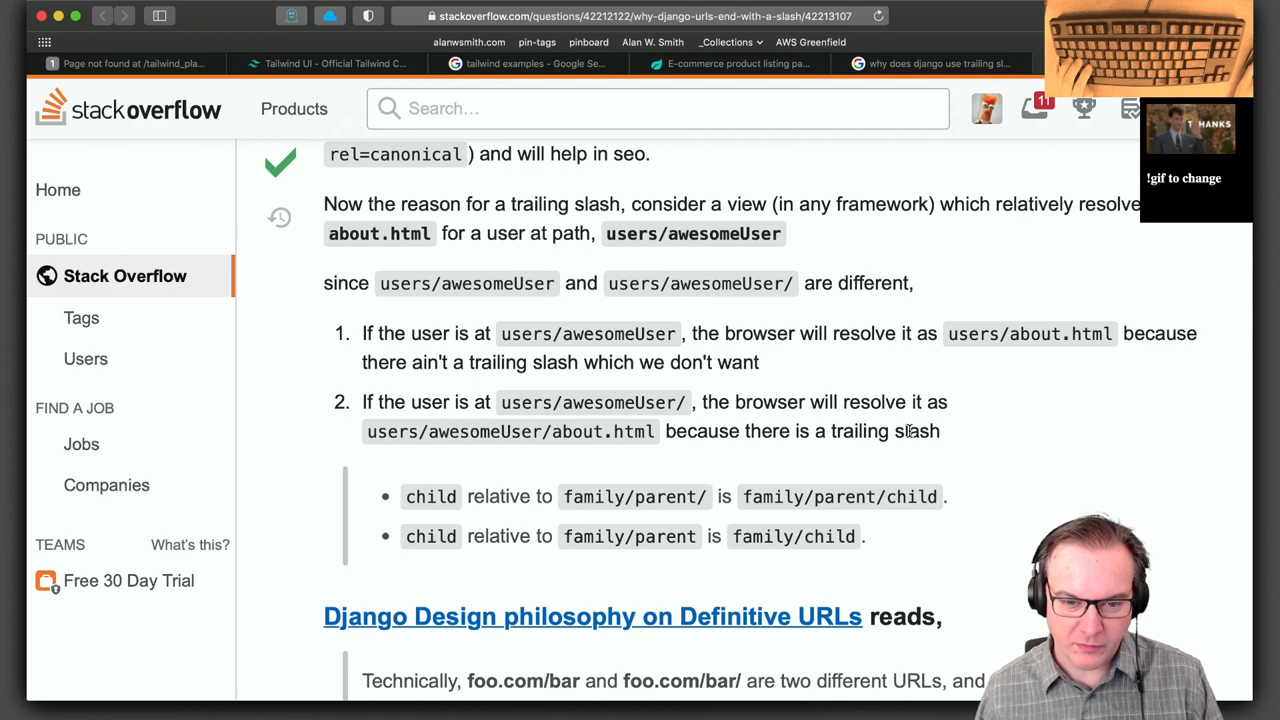 stackoverflow.com/questions/42212122/why-django-urls-end-with-a-slash/42213107
alanwsmith.com pin-tags pinboard Alan W. Smith _Collections AWS Greenfield
1 Page not found at /tailwind_pla... Tailwind UI - Official Tailwind C... tailwind examples - Google Se... E-commerce product listing pa... why does django use trailing sl...
stackoverflow Products Search... 11
T HANKS
!gif to change
Home
PUBLIC
Stack Overflow
Tags
Users
FIND A JOB
Jobs
Companies
TEAMS What's this?
Free 30 Day Trial
rel=canonical ) and will help in seo.
Now the reason for a trailing slash, consider a view (in any framework) which relatively resolve
about.html for a user at path, users/awesomeUser
since users/awesomeUser and users/awesomeUser/ are different,
1. If the user is at users/awesomeUser , the browser will resolve it as users/about.html because
there ain't a trailing slash which we don't want
2. If the user is at users/awesomeUser/ , the browser will resolve it as
users/awesomeUser/about.html because there is a trailing slash
• child relative to family/parent/ is family/parent/child .
• child relative to family/parent is family/child .
Django Design philosophy on Definitive URLs reads,
Technically, foo.com/bar and foo.com/bar/ are two different URLs, and